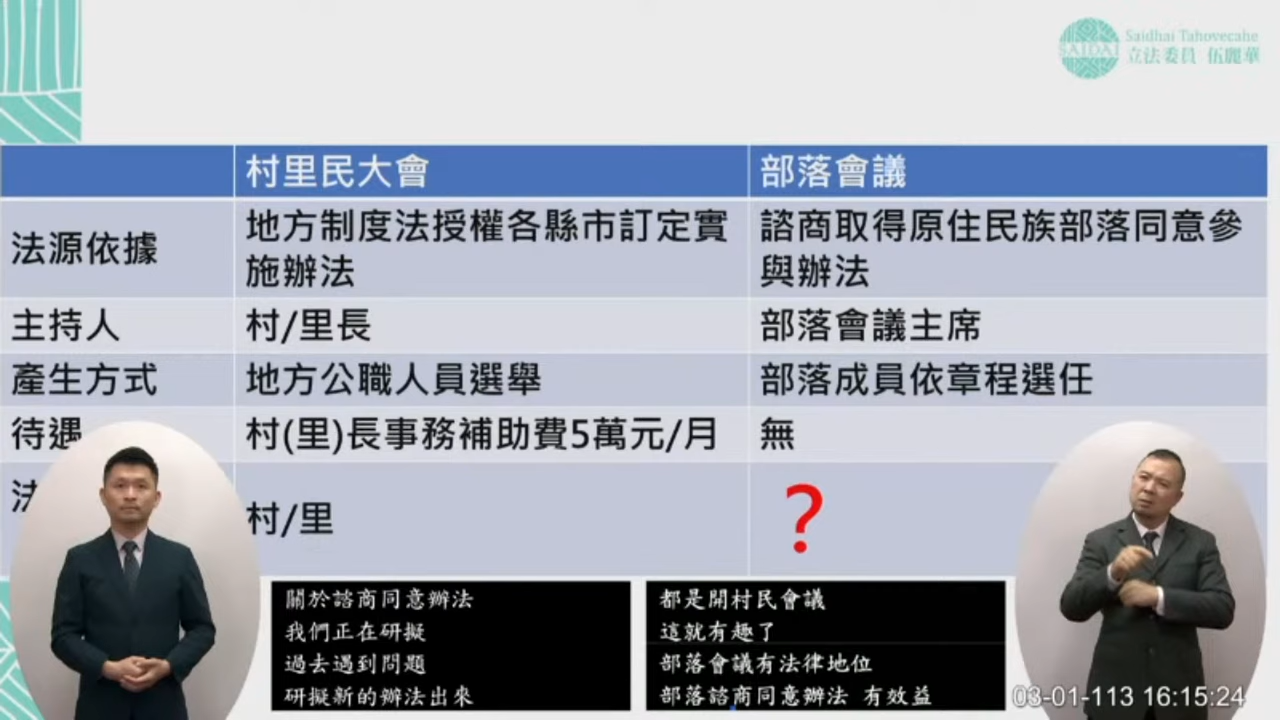 SAIDAI
Saidhai Tahovecahe
立法委員 伍麗華
村里民大會
部落會議
法源依據
地方制度法授權各縣市訂定實
施辦法
諮商取得原住民族部落同意參
與辦法
主持人
村/里長
部落會議主席
產生方式
地方公職人員選舉
部落成員依章程選任
待遇
村(里)長事務補助費5萬元/月
無
法
村/里
?
關於諮商同意辦法
我們正在研擬
過去遇到問題
研擬新的辦法出來
都是開村民會議
這就有趣了
部落會議有法律地位
部落諮商同意辦法 有效益
03-01-113 16:15:24